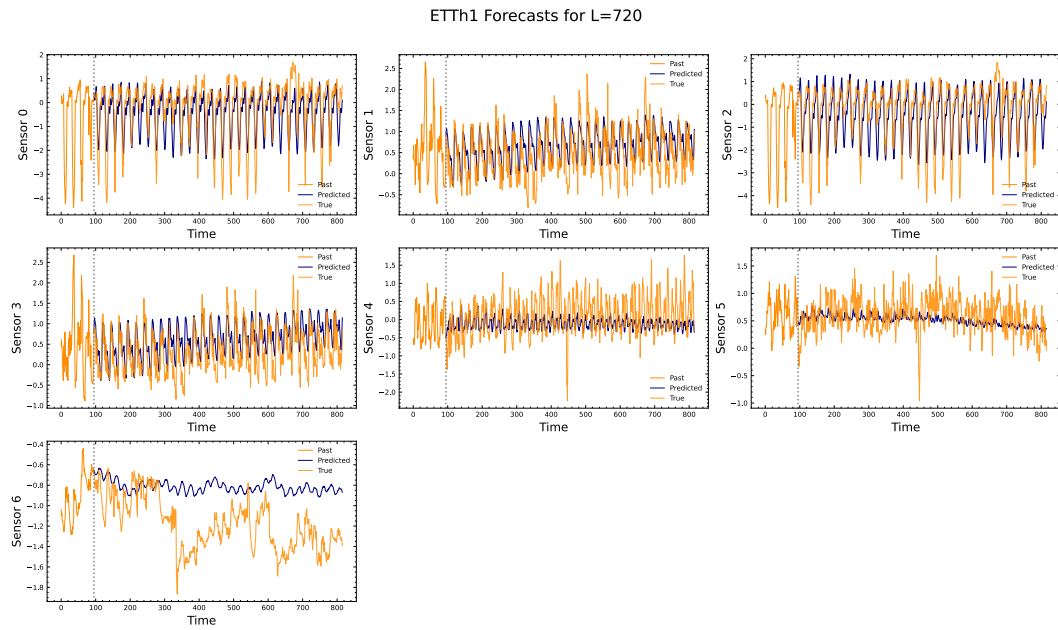 ETTh1 Forecasts for L=720
2
1
0
−1
−2
−3
−4
Sensor 0
Past
Predicted
True
0 100 200 300 400 500 600 700 800
Time
2.5
2.0
1.5
1.0
0.5
0.0
−0.5
Sensor 1
Past
Predicted
True
0 100 200 300 400 500 600 700 800
Time
2
1
0
−1
−2
−3
−4
Sensor 2
Past
Predicted
True
0 100 200 300 400 500 600 700 800
Time
2.5
2.0
1.5
1.0
0.5
0.0
−0.5
−1.0
Sensor 3
Past
Predicted
True
0 100 200 300 400 500 600 700 800
Time
1.5
1.0
0.5
0.0
−0.5
−1.0
−1.5
−2.0
Sensor 4
Past
Predicted
True
0 100 200 300 400 500 600 700 800
Time
1.5
1.0
0.5
0.0
−0.5
−1.0
Sensor 5
Past
Predicted
True
0 100 200 300 400 500 600 700 800
Time
−0.4
−0.6
−0.8
−1.0
−1.2
−1.4
−1.6
−1.8
Sensor 6
Past
Predicted
True
0 100 200 300 400 500 600 700 800
Time